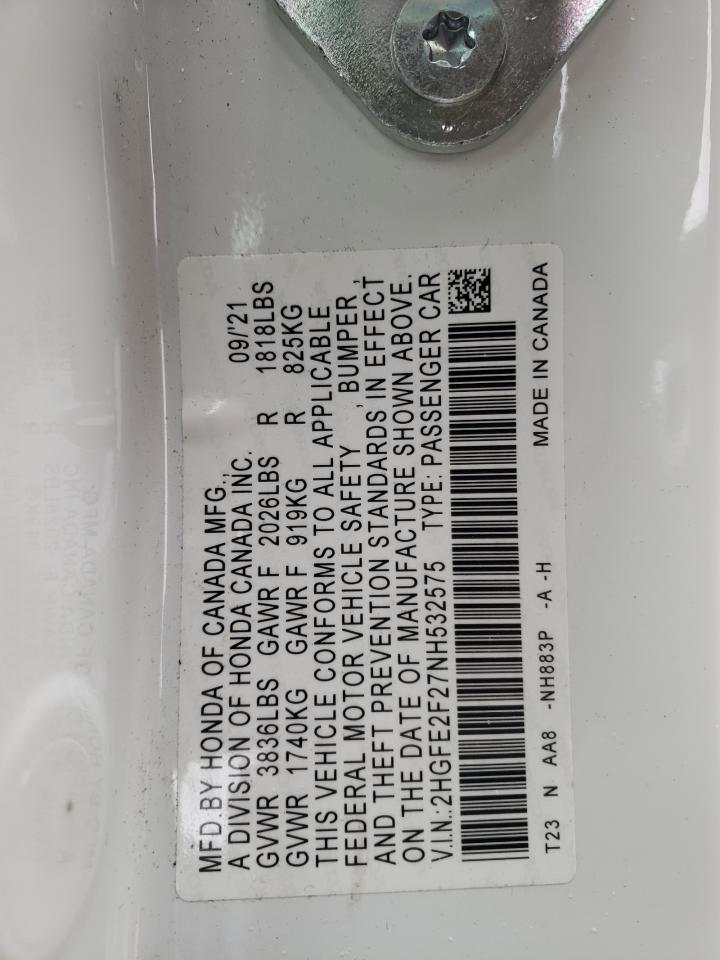 MFD.BY HONDA OF CANADA MFG.,
A DIVISION OF HONDA CANADA INC. 09/'21
GVWR 3836LBS GAWR F 2026LBS R 1818LBS
GVWR 1740KG GAWR F 919KG R 825KG
THIS VEHICLE CONFORMS TO ALL APPLICABLE
FEDERAL MOTOR VEHICLE SAFETY , BUMPER ,
AND THEFT PREVENTION STANDARDS IN EFFECT
ON THE DATE OF MANUFACTURE SHOWN ABOVE.
V.I.N.:2HGFE2F27NH532575 TYPE: PASSENGER CAR
T23 N AA8 -NH883P -A -H MADE IN CANADA